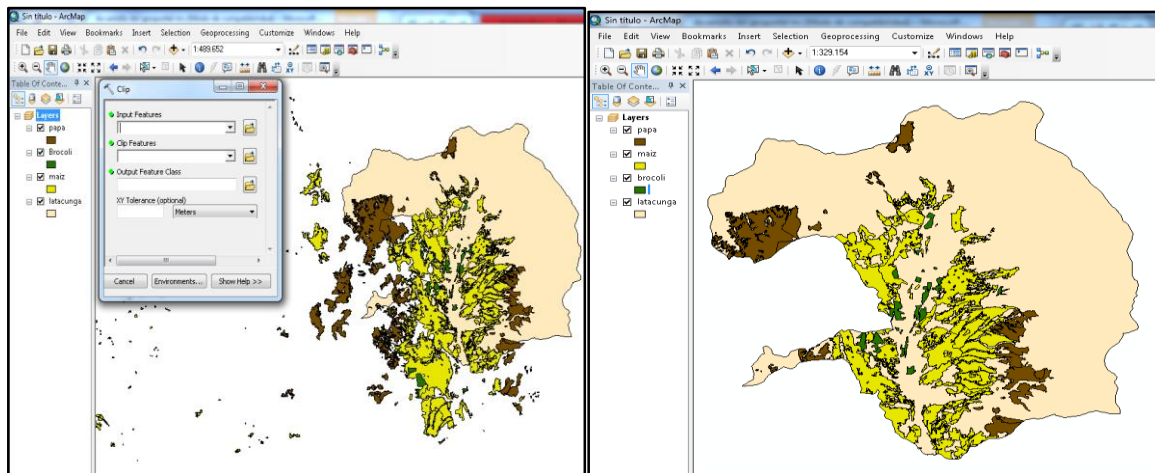 Sin título - ArcMap
File Edit View Bookmarks Insert Selection Geoprocessing Customize Windows Help
1:489.652
Table Of Conte...
Layers
papa
Brocoli
maiz
latacunga
Clip
Input Features
Clip Features
Output Feature Class
XY Tolerance (optional)
Meters
Cancel
Environments...
Show Help >>
Sin título - ArcMap
File Edit View Bookmarks Insert Selection Geoprocessing Customize Windows Help
1:329.154
Table Of Conte...
Layers
papa
maiz
brocoli
latacunga